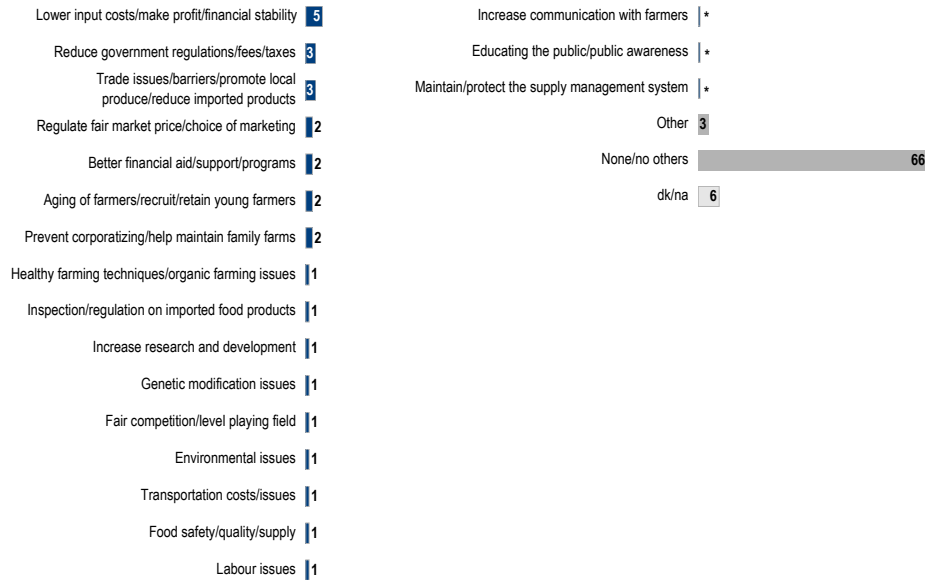 Lower input costs/make profit/financial stability 5
Reduce government regulations/fees/taxes 3
Trade issues/barriers/promote local
produce/reduce imported products 3
Regulate fair market price/choice of marketing 2
Better financial aid/support/programs 2
Aging of farmers/recruit/retain young farmers 2
Prevent corporatizing/help maintain family farms 2
Healthy farming techniques/organic farming issues 1
Inspection/regulation on imported food products 1
Increase research and development 1
Genetic modification issues 1
Fair competition/level playing field 1
Environmental issues 1
Transportation costs/issues 1
Food safety/quality/supply 1
Labour issues 1
Increase communication with farmers *
Educating the public/public awareness *
Maintain/protect the supply management system *
Other 3
None/no others 66
dk/na 6